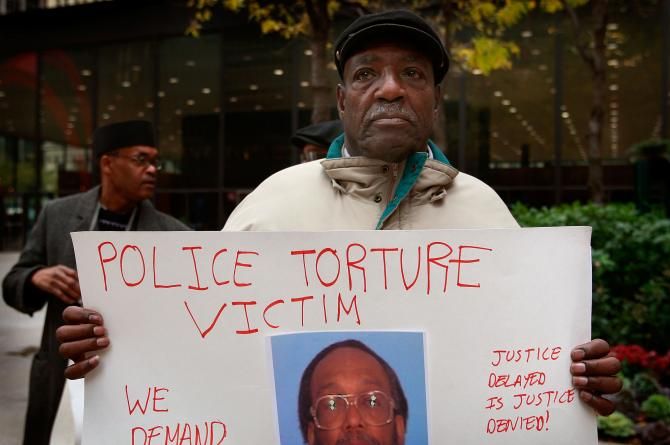 POLICE TORTURE
VICTIM
WE
DEMAND
JUSTICE
DELAYED
IS JUSTICE
DENIED!